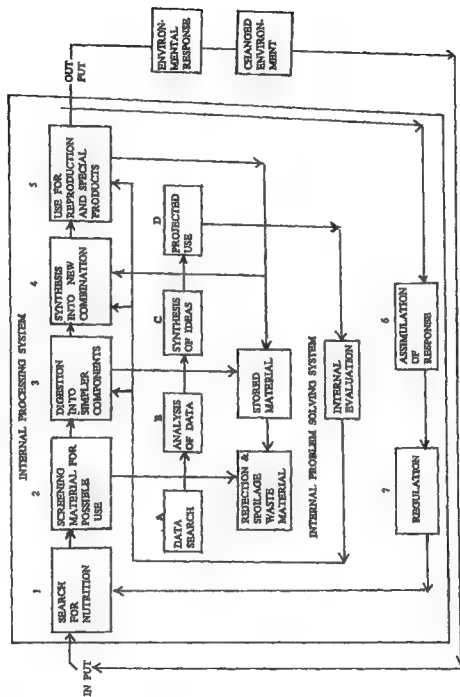 INTERNAL PROCESSING SYSTEM
1
2
3
4
5
IN PUT
SEARCH
FOR
NUTRITION
SCREENING
MATERIAL FOR
POSSIBLE
USE
DIGESTION
INTO
SIMPLER
COMPONENTS
SYNTHESIS
INTO NEW
COMBINATION
USE FOR
REPRODUCTION
AND SPECIAL
PRODUCTS
OUT
PUT
ENVIRON-
MENTAL
RESPONSE
CHANGED
ENVIRON-
MENT
A
B
C
D
DATA
SEARCH
ANALYSIS
OF DATA
SYNTHESIS
OF IDEAS
PROJECTED
USE
REJECTION &
SPOILAGE
WASTE
MATERIAL
STORED
MATERIAL
INTERNAL PROBLEM SOLVING SYSTEM
INTERNAL
EVALUATION
7
6
REGULATION
ASSIMULATION
OF
RESPONSE